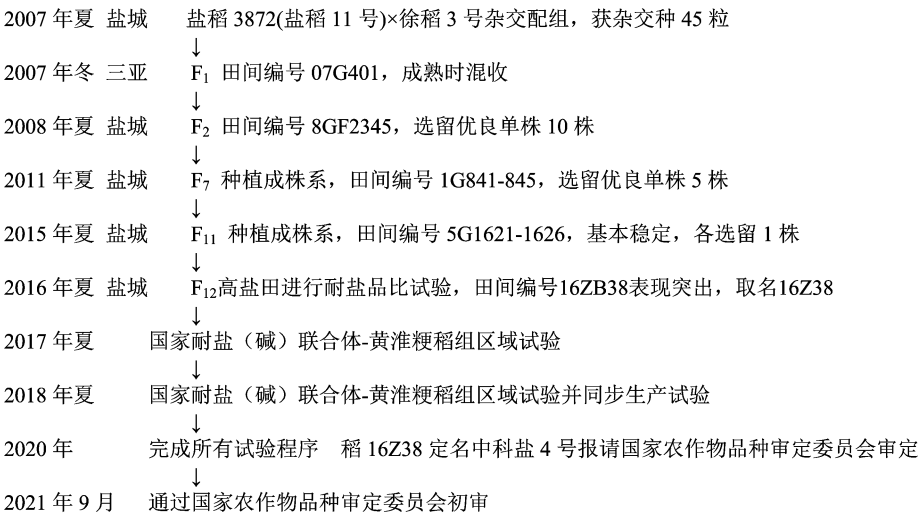 2007 年夏 盐城 盐稻 3872(盐稻 11 号)×徐稻 3 号杂交配组，获杂交种 45 粒
↓
2007 年冬 三亚 F₁ 田间编号 07G401，成熟时混收
↓
2008 年夏 盐城 F₂ 田间编号 8GF2345，选留优良单株 10 株
↓
2011 年夏 盐城 F₇ 种植成株系，田间编号 1G841-845，选留优良单株 5 株
↓
2015 年夏 盐城 F₁₁ 种植成株系，田间编号 5G1621-1626，基本稳定，各选留 1 株
↓
2016 年夏 盐城 F₁₂高盐田进行耐盐品比试验，田间编号16ZB38表现突出，取名16Z38
↓
2017 年夏 国家耐盐（碱）联合体-黄淮粳稻组区域试验
↓
2018 年夏 国家耐盐（碱）联合体-黄淮粳稻组区域试验并同步生产试验
↓
2020 年 完成所有试验程序 稻 16Z38 定名中科盐 4 号报请国家农作物品种审定委员会审定
↓
2021 年 9 月 通过国家农作物品种审定委员会初审